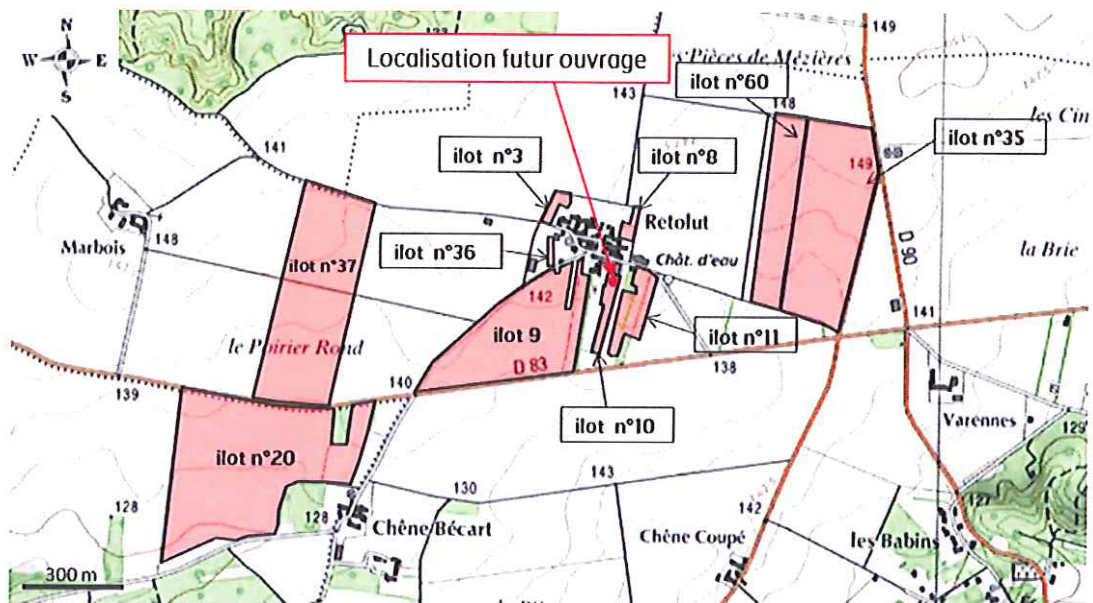 N
W E
S
123
149
Localisation futur ouvrage
Pièces de Mézières
143
ilot n°60
148
les Cin
141
ilot n°3
ilot n°8
149
ilot n°35
Marbois
148
Retolut
ilot n°37
ilot n°36
Chât. d'eau
D 90
la Brie
142
ilot 9
le Poirier Rond
ilot n°11
141
D 83
138
139
140
ilot n°10
Varennes
ilot n°20
129
143
130
128
128
Chêne Bécart
142
127
Chêne Coupé
les Babins
300 m